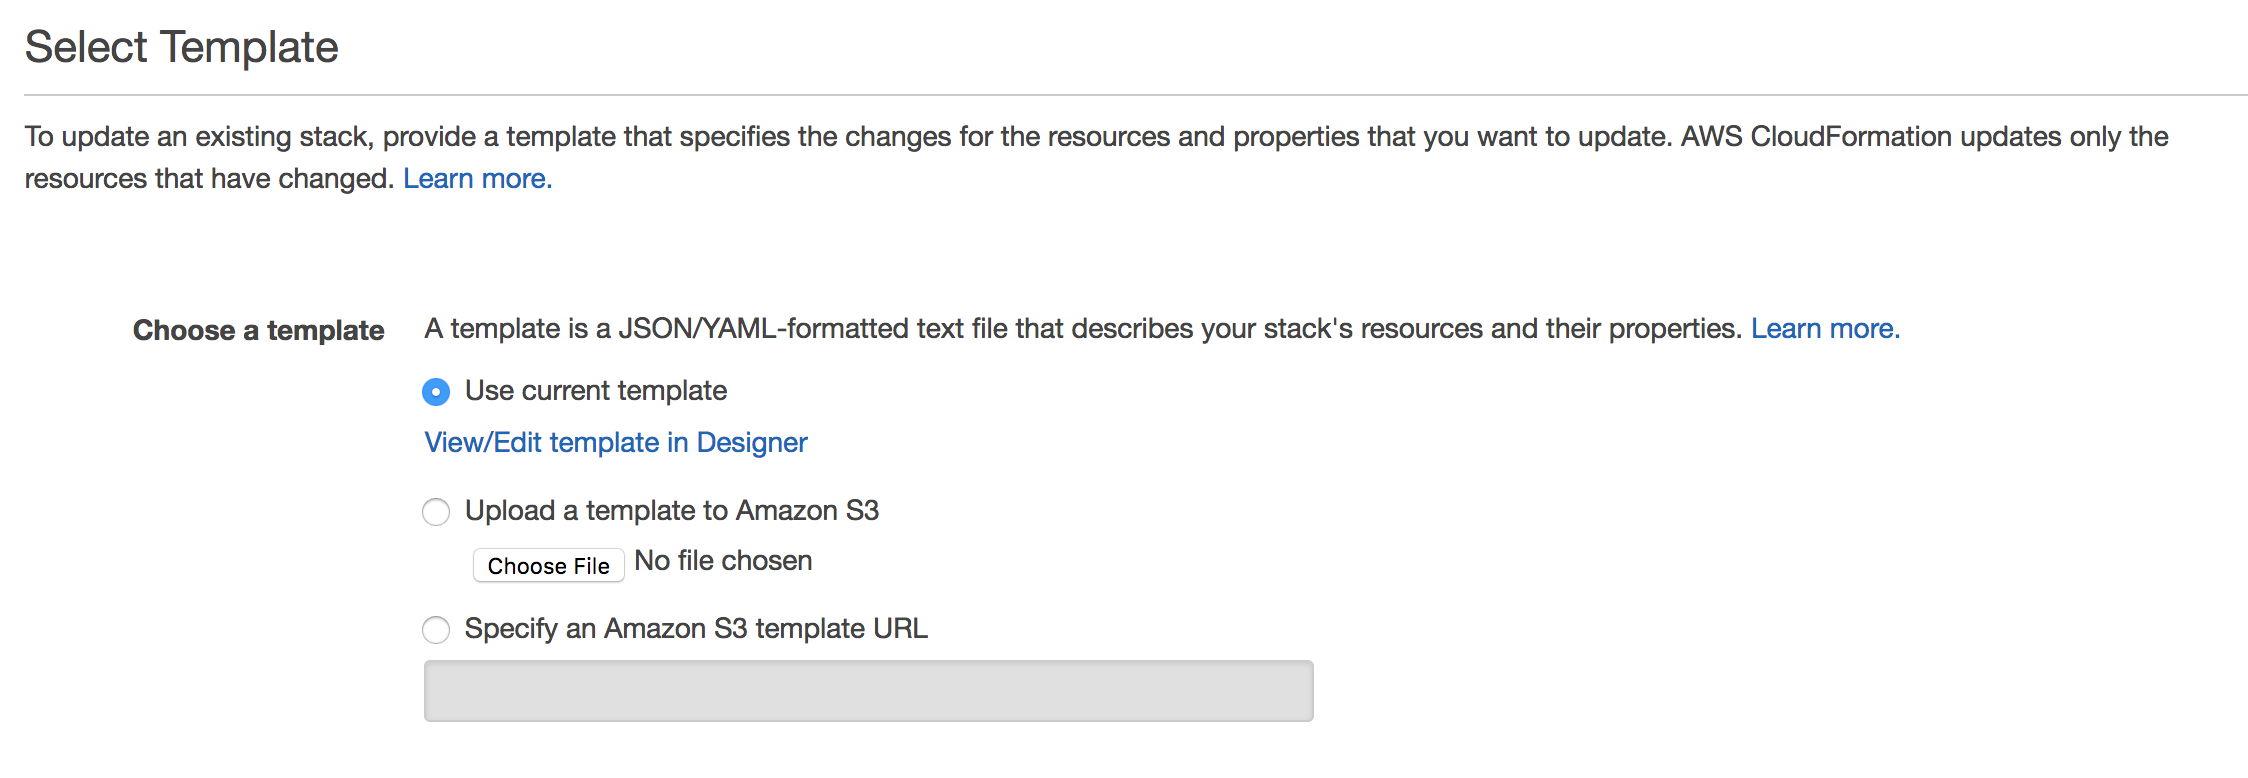 Select Template
To update an existing stack, provide a template that specifies the changes for the resources and properties that you want to update. AWS CloudFormation updates only the
resources that have changed. Learn more.
Choose a template
A template is a JSON/YAML-formatted text file that describes your stack's resources and their properties. Learn more.
Use current template
View/Edit template in Designer
Upload a template to Amazon S3
Choose File No file chosen
Specify an Amazon S3 template URL